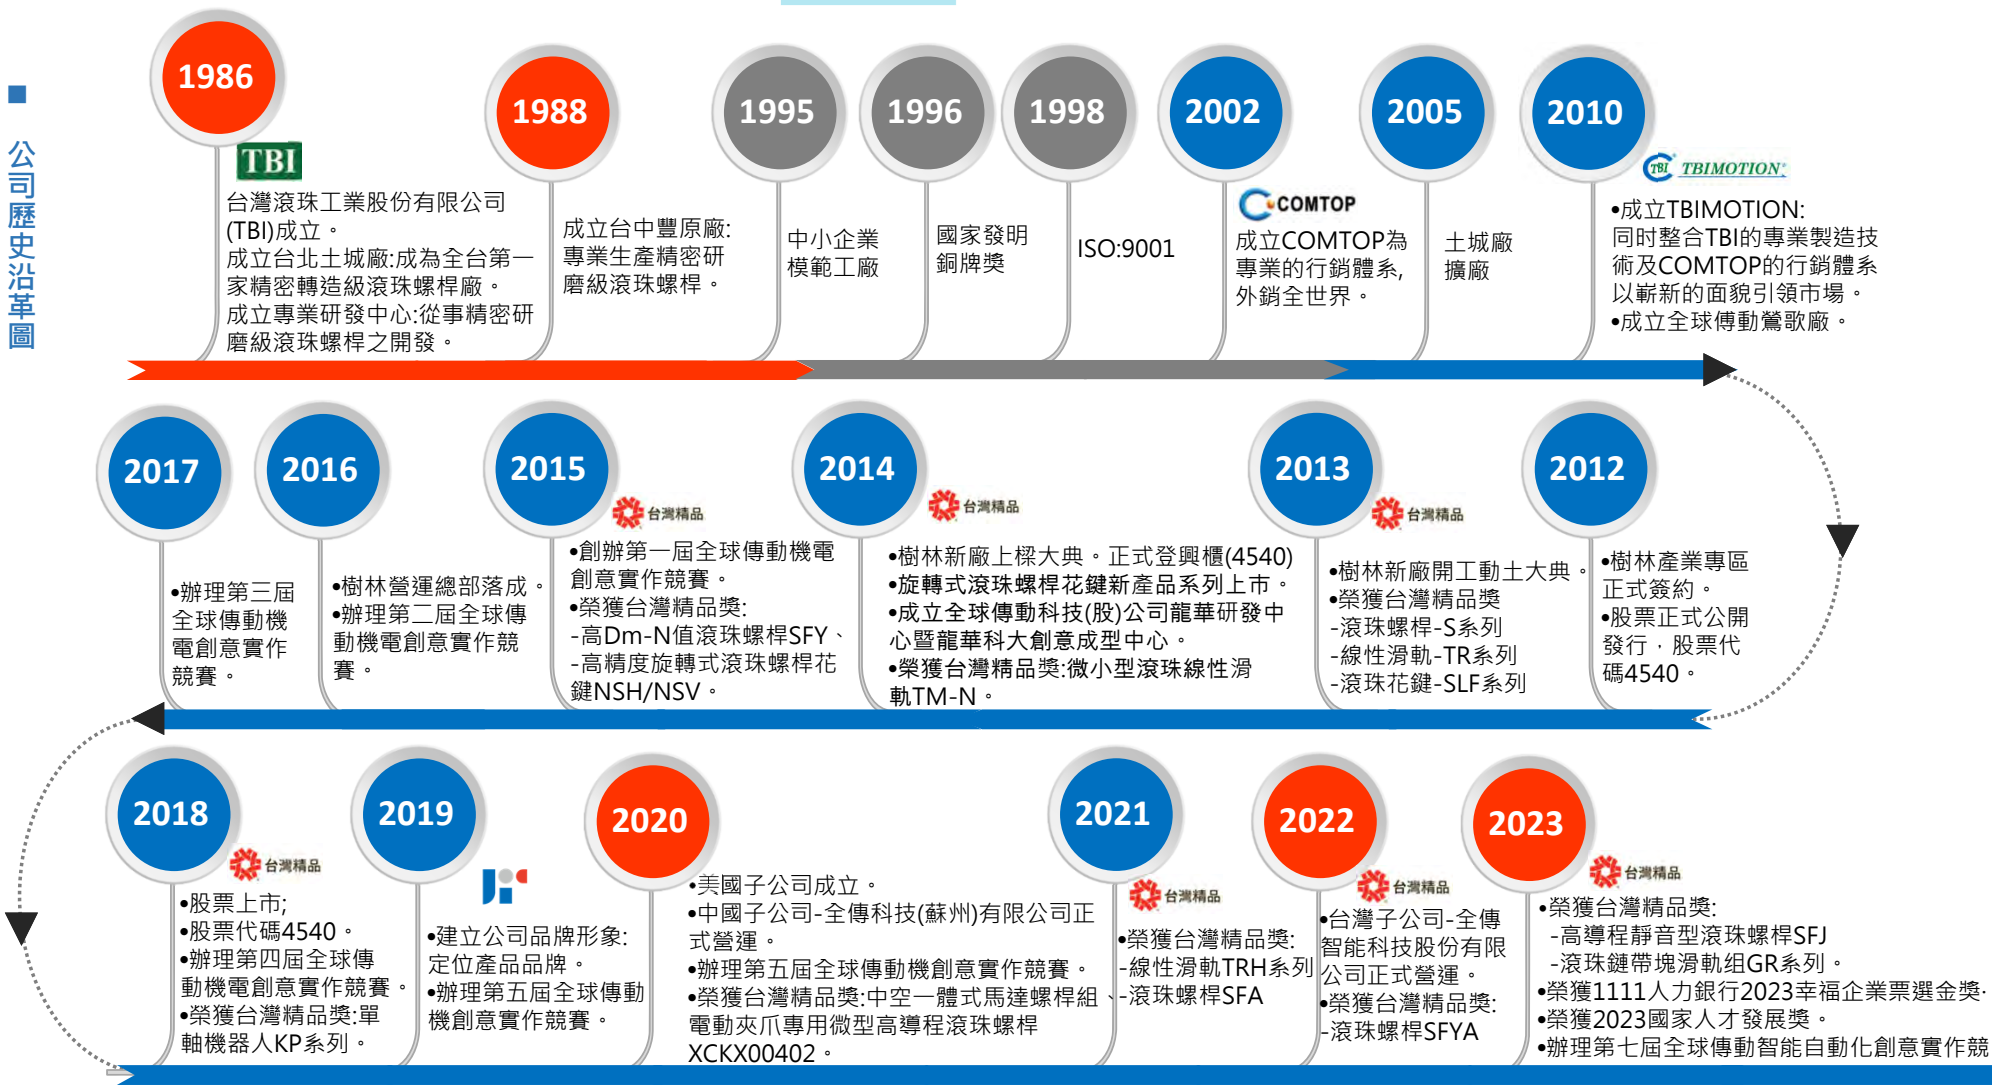 ■ 公司歷史沿革圖
1986
TBI
台灣滾珠工業股份有限公司
(TBI)成立。
成立台北土城廠:成為全台第一
家精密轉造級滾珠螺桿廠。
成立專業研發中心:從事精密研
磨級滾珠螺桿之開發。
1988
成立台中豐原廠:
專業生產精密研
磨級滾珠螺桿。
1995
中小企業
模範工廠
1996
國家發明
銅牌獎
1998
ISO:9001
2002
COMTOP
成立COMTOP為
專業的行銷體系,
外銷全世界。
2005
土城廠
擴廠
2010
TBI TBIMOTION®
•成立TBIMOTION:
同时整合TBI的專業製造技
術及COMTOP的行銷體系
以嶄新的面貌引領市場。
•成立全球傳動鶯歌廠。
2012
•樹林產業專區
正式簽約。
•股票正式公開
發行，股票代
碼4540。
2013
台灣精品
•樹林新廠開工動土大典。
•榮獲台灣精品獎
-滾珠螺桿-S系列
-線性滑軌-TR系列
-滾珠花鍵-SLF系列
2014
台灣精品
•樹林新廠上樑大典。正式登興櫃(4540)
•旋轉式滾珠螺桿花鍵新產品系列上市。
•成立全球傳動科技(股)公司龍華研發中
心暨龍華科大創意成型中心。
•榮獲台灣精品獎:微小型滾珠線性滑
軌TM-N。
2015
台灣精品
•創辦第一屆全球傳動機電
創意實作競賽。
•榮獲台灣精品獎:
-高Dm-N值滾珠螺桿SFY、
-高精度旋轉式滾珠螺桿花
鍵NSH/NSV。
2016
•樹林營運總部落成。
•辦理第二屆全球傳
動機電創意實作競
賽。
2017
•辦理第三屆
全球傳動機
電創意實作
競賽。
2018
台灣精品
•股票上市;
•股票代碼4540。
•辦理第四屆全球傳
動機電創意實作競賽。
•榮獲台灣精品獎:單
軸機器人KP系列。
2019
•建立公司品牌形象:
定位產品品牌。
•辦理第五屆全球傳動
機創意實作競賽。
2020
•美國子公司成立。
•中國子公司-全傳科技(蘇州)有限公司正
式營運。
•辦理第五屆全球傳動機創意實作競賽。
•榮獲台灣精品獎:中空一體式馬達螺桿組、
電動夾爪專用微型高導程滾珠螺桿
XCKX00402。
2021
台灣精品
•榮獲台灣精品獎:
-線性滑軌TRH系列
-滾珠螺桿SFA
2022
台灣精品
•台灣子公司-全傳
智能科技股份有限
公司正式營運。
•榮獲台灣精品獎:
-滾珠螺桿SFYA
2023
台灣精品
•榮獲台灣精品獎:
-高導程靜音型滾珠螺桿SFJ
-滾珠鏈帶塊滑軌组GR系列。
•榮獲1111人力銀行2023幸福企業票選金獎·
•榮獲2023國家人才發展獎。
•辦理第七屆全球傳動智能自動化創意實作競